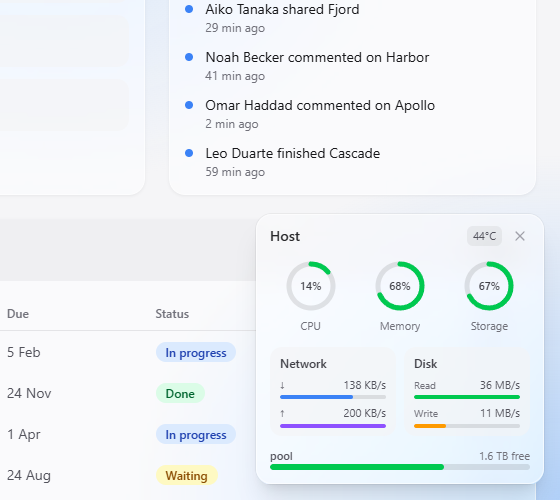 Aiko Tanaka shared Fjord
29 min ago
Noah Becker commented on Harbor
41 min ago
Omar Haddad commented on Apollo
2 min ago
Leo Duarte finished Cascade
59 min ago
Host 44°C ×
14% 68% 67%
CPU Memory Storage
Network Disk
↓ 138 KB/s Read 36 MB/s
↑ 200 KB/s Write 11 MB/s
pool 1.6 TB free
Due Status
5 Feb In progress
24 Nov Done
1 Apr In progress
24 Aug Waiting